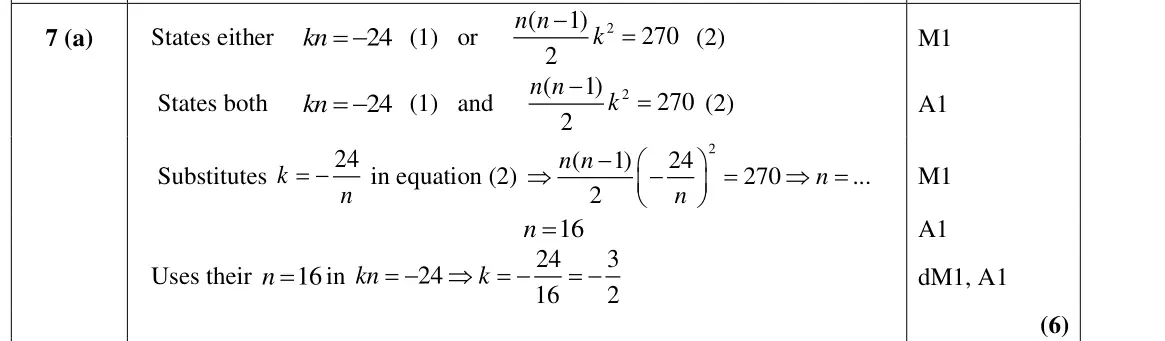 7 (a) States either kn = −24 (1) or n(n−1)/2 k² = 270 (2) M1
States both kn = −24 (1) and n(n−1)/2 k² = 270 (2) A1
Substitutes k = −24/n in equation (2) ⇒ n(n−1)/2 (−24/n)² = 270 ⇒ n = ... M1
n = 16 A1
Uses their n = 16 in kn = −24 ⇒ k = −24/16 = −3/2 dM1, A1
(6)